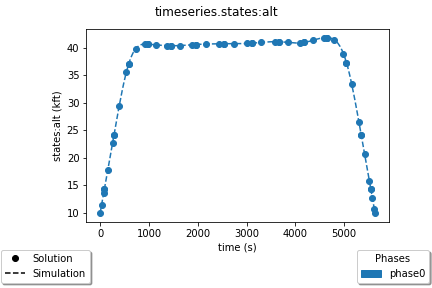 timeseries.states:alt
states:alt (kft)
40
35
30
25
20
15
10
0 1000 2000 3000 4000 5000
time (s)
Solution
Simulation
Phases
phase0